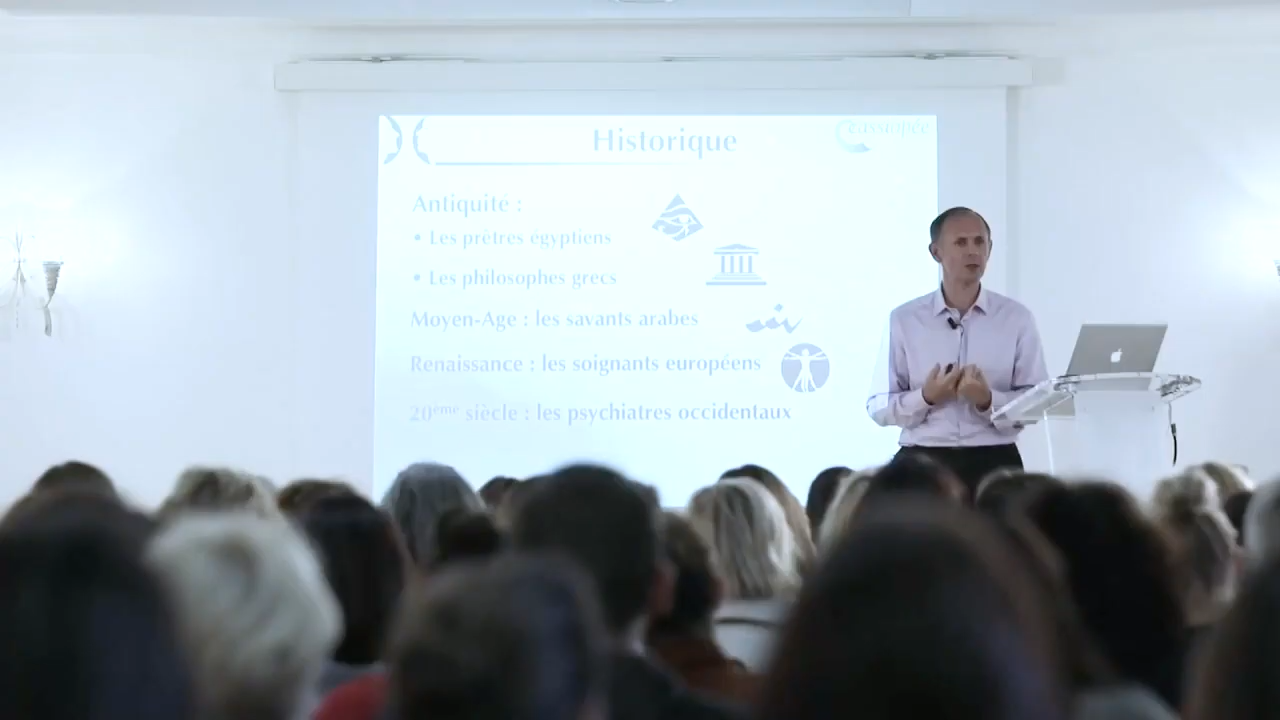 Historique
cassiopée
Antiquité :
• Les prêtres égyptiens
• Les philosophes grecs
Moyen-Age : les savants arabes
Renaissance : les soignants européens
20ème siècle : les psychiatres occidentaux